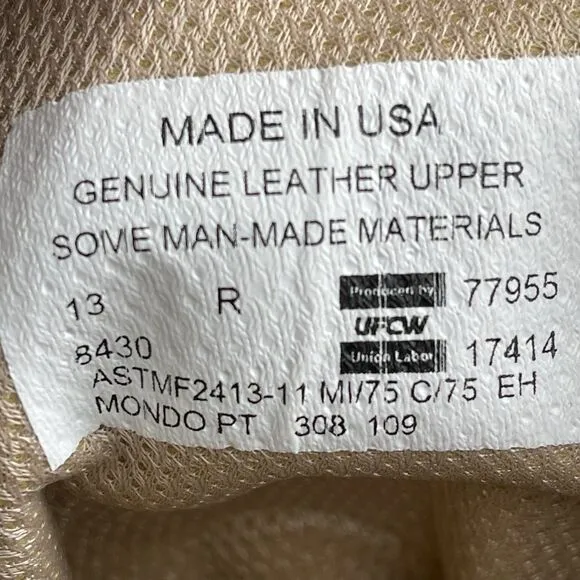 MADE IN USA
GENUINE LEATHER UPPER
SOME MAN-MADE MATERIALS
13 R Produced by 77955
UFCW
8430 Union Labor 17414
ASTMF2413-11 MI/75 C/75 EH
MONDO PT 308 109